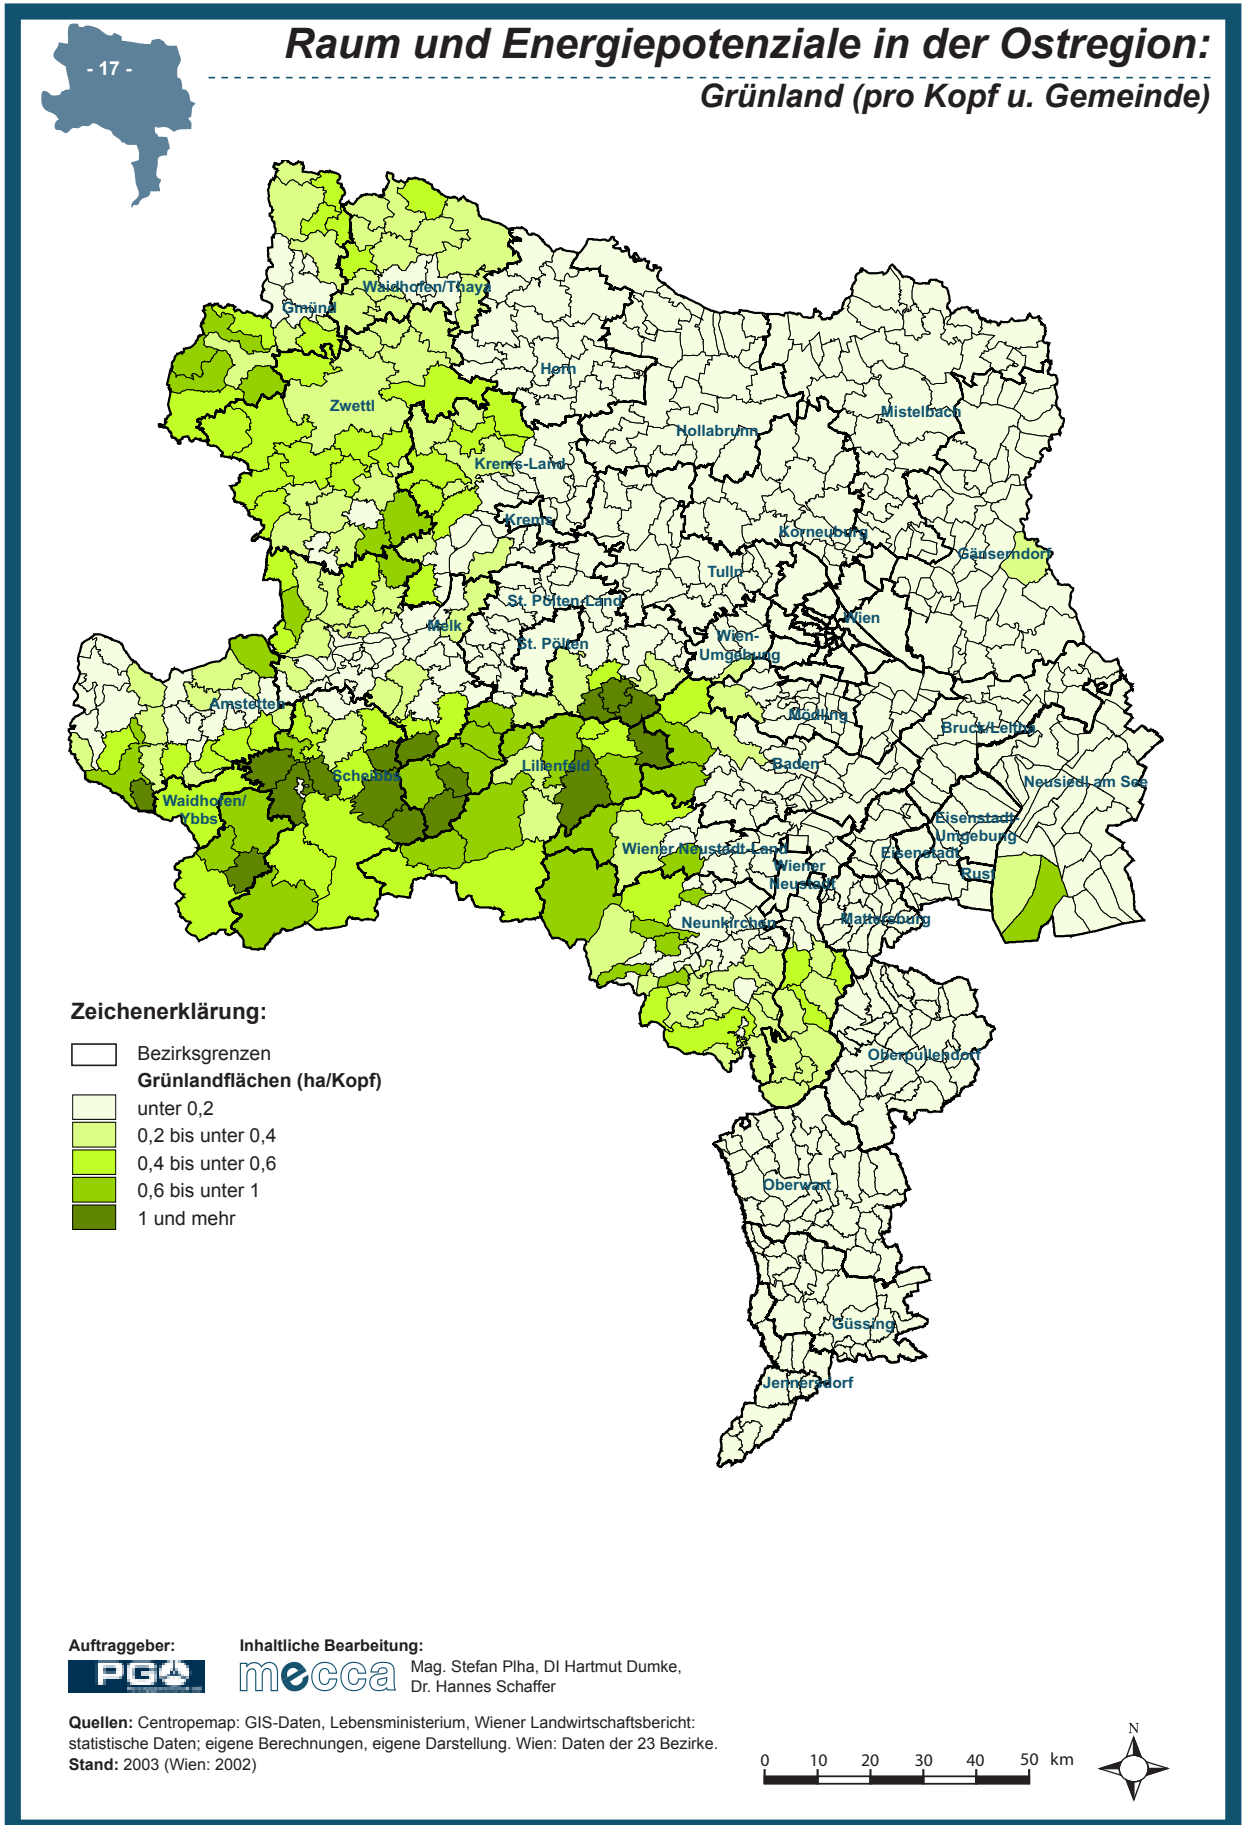 - 17 -
Raum und Energiepotenziale in der Ostregion:
Grünland (pro Kopf u. Gemeinde)
Waidhofen/Thaya
Gmünd
Horn
Zwettl
Mistelbach
Hollabrunn
Krems-Land
Krems
Korneuburg
Gänserndorf
Tulln
St. Pölten-Land
Wien
Melk
St. Pölten
Wien-
Umgebung
Amstetten
Mödling
Bruck/Leitha
Baden
Lilienfeld
Scheibbs
Neusiedl am See
Waidhofen/
Ybbs
Eisenstadt-
Umgebung
Wiener Neustadt-Land
Eisenstadt
Wiener
Neustadt
Rust
Mattersburg
Neunkirchen
Zeichenerklärung:
Bezirksgrenzen
Grünlandflächen (ha/Kopf)
unter 0,2
0,2 bis unter 0,4
0,4 bis unter 0,6
0,6 bis unter 1
1 und mehr
Oberpullendorf
Oberwart
Güssing
Jennersdorf
Auftraggeber:
PGO
Inhaltliche Bearbeitung:
mecca
Mag. Stefan Plha, DI Hartmut Dumke,
Dr. Hannes Schaffer
Quellen: Centropemap: GIS-Daten, Lebensministerium, Wiener Landwirtschaftsbericht:
statistische Daten; eigene Berechnungen, eigene Darstellung. Wien: Daten der 23 Bezirke.
Stand: 2003 (Wien: 2002)
0 10 20 30 40 50 km
N